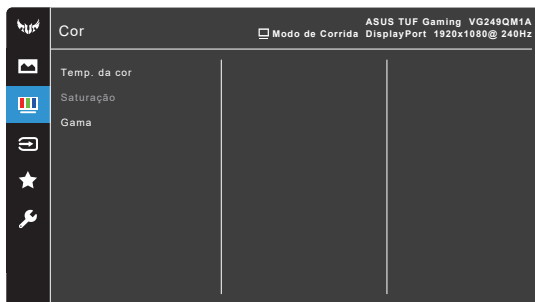 Cor
ASUS TUF Gaming VG249QM1A
Modo de Corrida DisplayPort 1920x1080@ 240Hz
Temp. da cor
Saturação
Gama